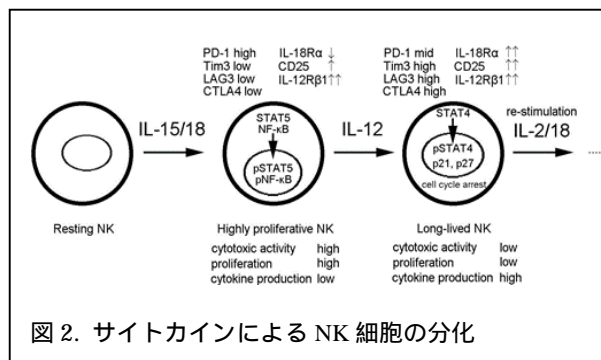 PD-1 high IL-18Rα ↓
Tim3 low CD25 ↑
LAG3 low IL-12Rβ1↑↑
CTLA4 low
PD-1 mid IL-18Rα ↑↑
Tim3 high CD25 ↑↑
LAG3 high IL-12Rβ1 ↑↑
CTLA4 high
IL-15/18
STAT5
NF-κB
pSTAT5
pNF-κB
IL-12
STAT4
pSTAT4
p21, p27
cell cycle arrest
re-stimulation
IL-2/18
....
Resting NK
Highly proliferative NK
cytotoxic activity high
proliferation high
cytokine production low
Long-lived NK
cytotoxic activity low
proliferation low
cytokine production high
図 2. サイトカインによる NK 細胞の分化